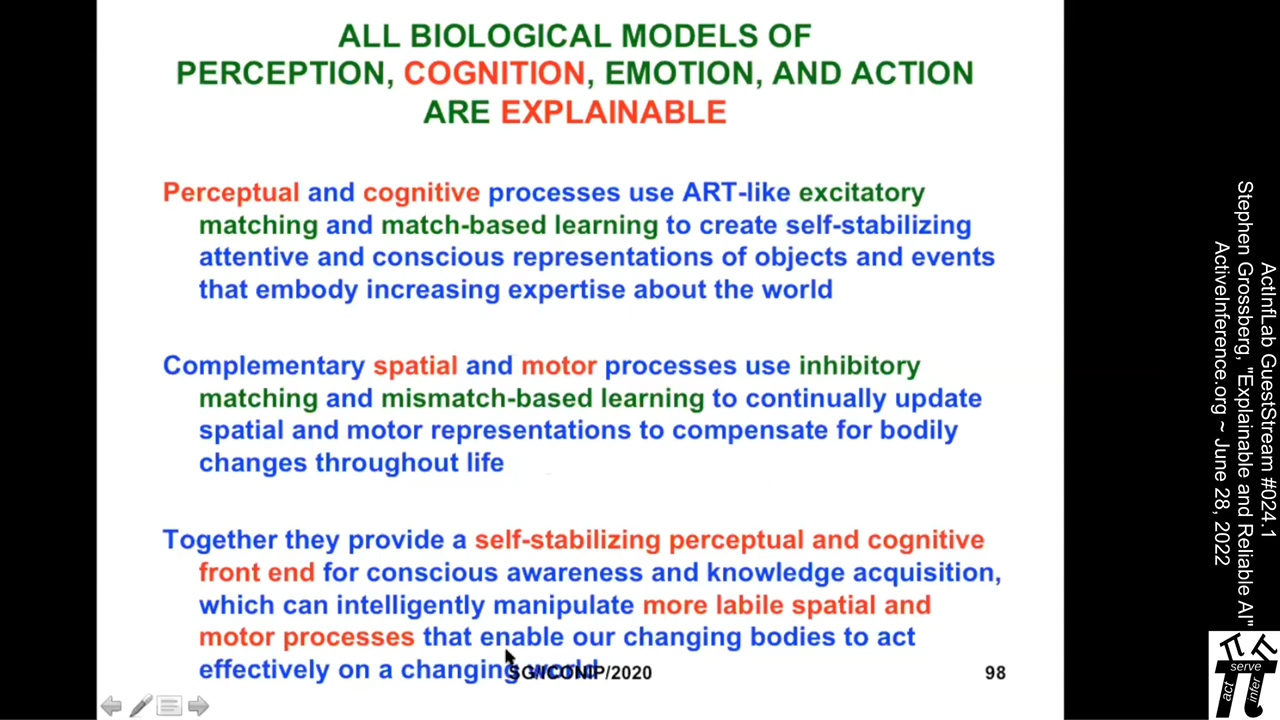 ALL BIOLOGICAL MODELS OF
PERCEPTION, COGNITION, EMOTION, AND ACTION
ARE EXPLAINABLE
Perceptual and cognitive processes use ART-like excitatory
matching and match-based learning to create self-stabilizing
attentive and conscious representations of objects and events
that embody increasing expertise about the world
Complementary spatial and motor processes use inhibitory
matching and mismatch-based learning to continually update
spatial and motor representations to compensate for bodily
changes throughout life
Together they provide a self-stabilizing perceptual and cognitive
front end for conscious awareness and knowledge acquisition,
which can intelligently manipulate more labile spatial and
motor processes that enable our changing bodies to act
effectively on a changing world
SG/ICONIP/2020
98
ActInfLab GuestStream #024.1
Stephen Grossberg, "Explainable and Reliable AI"
ActiveInference.org ~ June 28, 2022
serve
act
infer